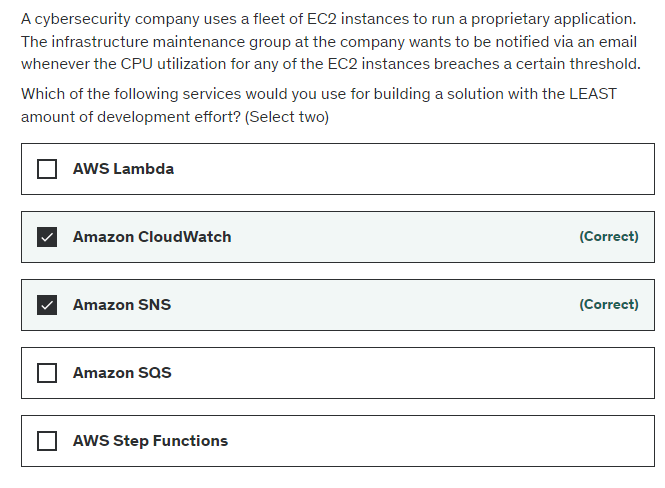 A cybersecurity company uses a fleet of EC2 instances to run a proprietary application.
The infrastructure maintenance group at the company wants to be notified via an email
whenever the CPU utilization for any of the EC2 instances breaches a certain threshold.
Which of the following services would you use for building a solution with the LEAST
amount of development effort? (Select two)
AWS Lambda
Amazon CloudWatch (Correct)
Amazon SNS (Correct)
Amazon SQS
AWS Step Functions